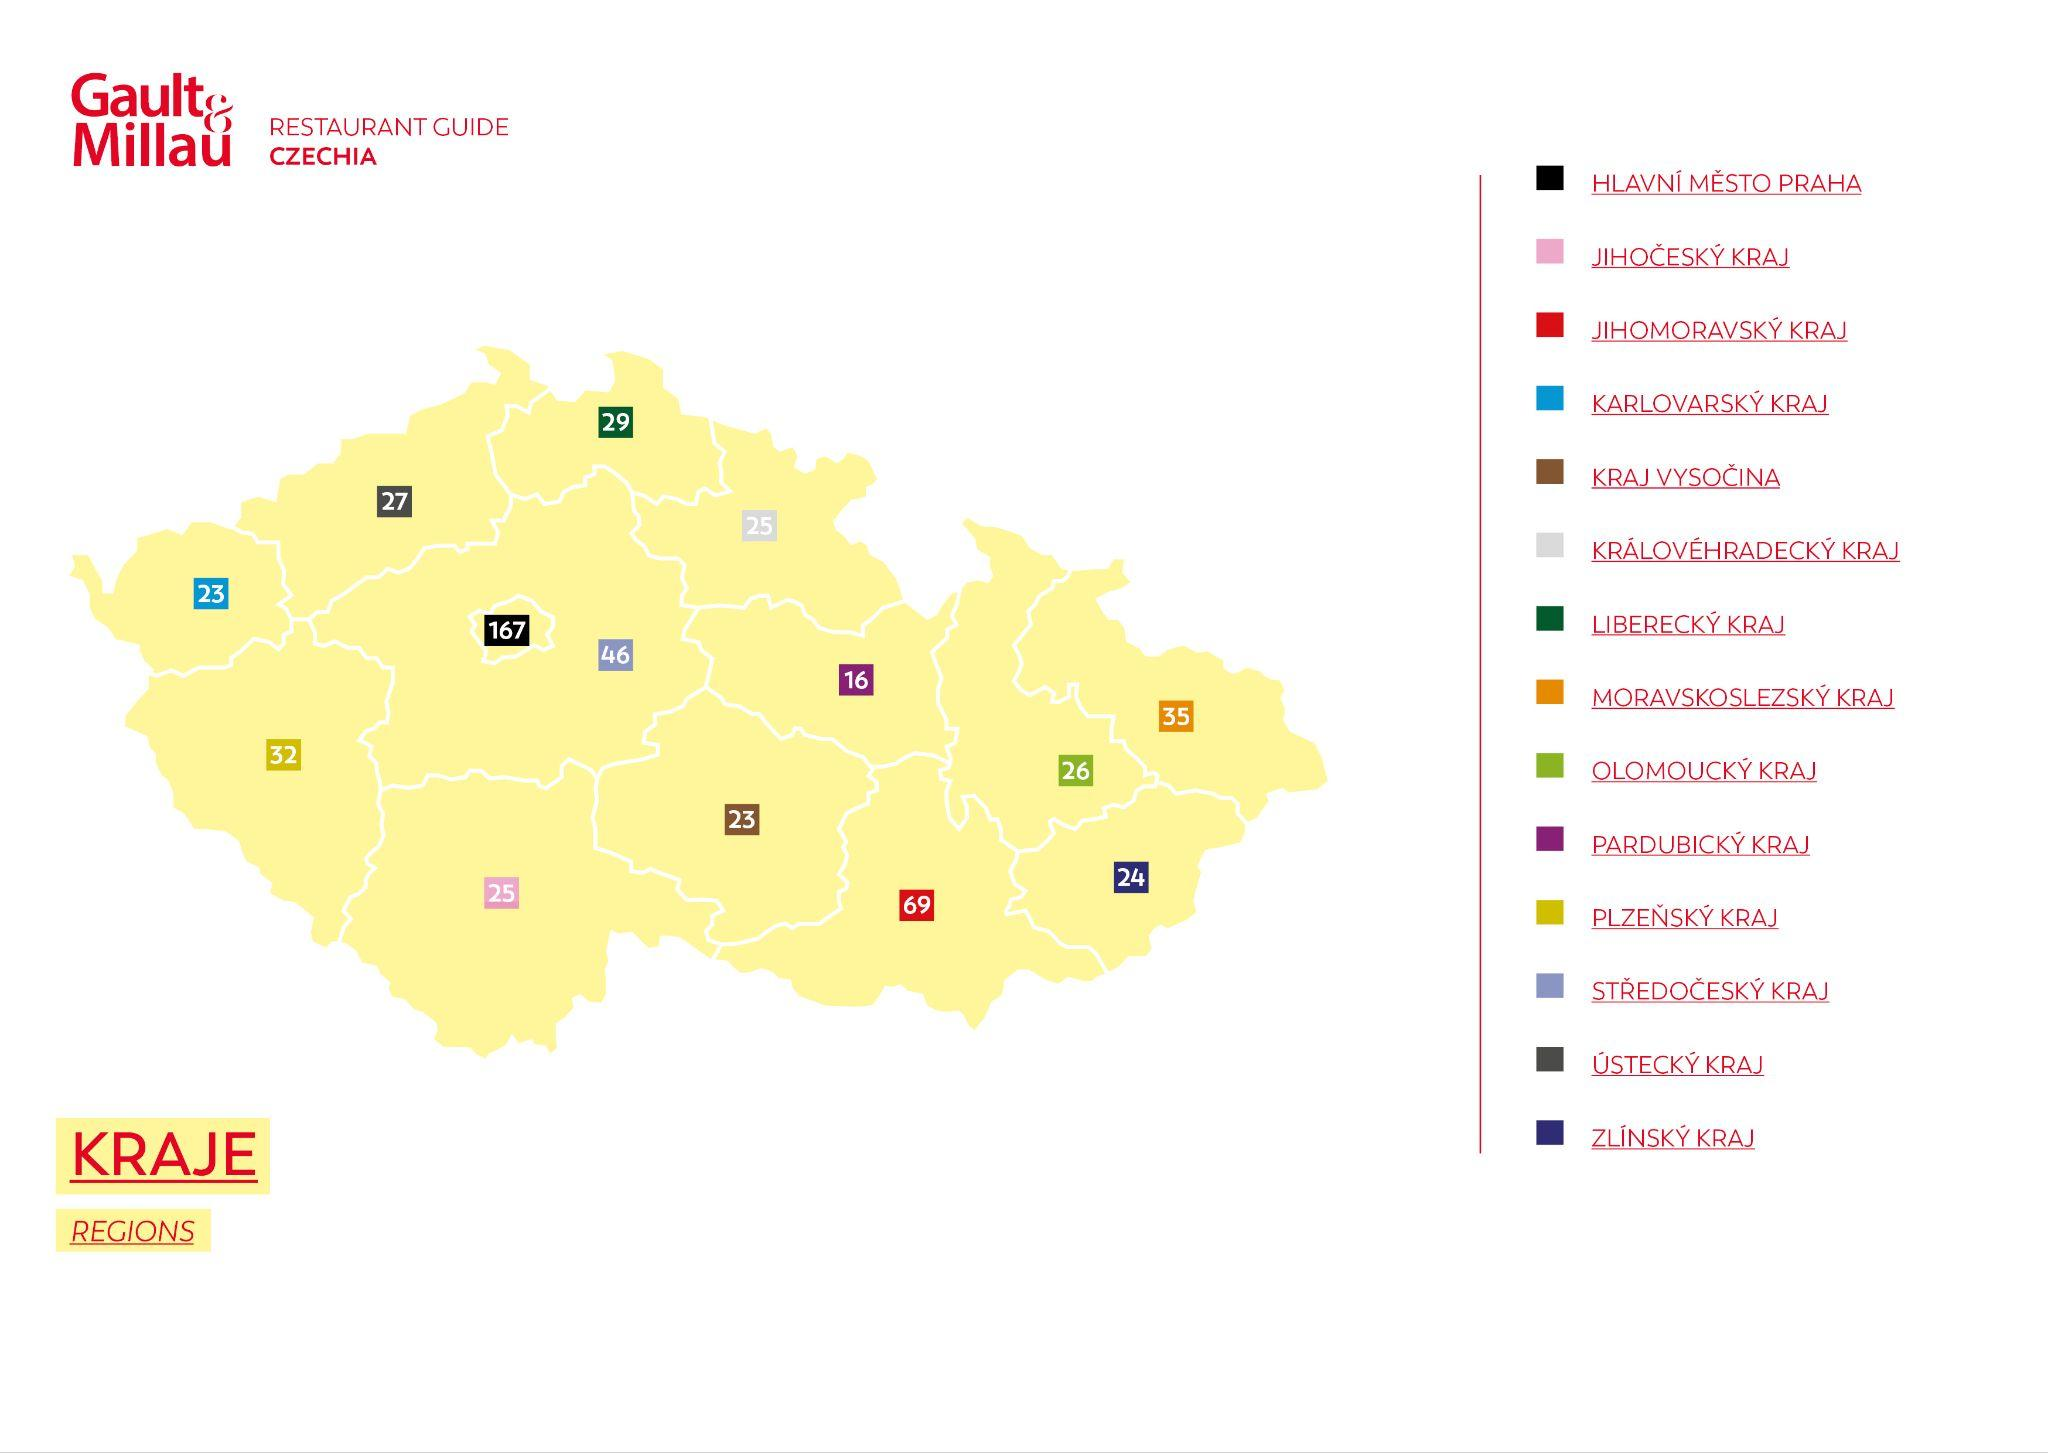 Gault&
Millau
RESTAURANT GUIDE
CZECHIA
HLAVNÍ MĚSTO PRAHA
JIHOČESKÝ KRAJ
JIHOMORAVSKÝ KRAJ
KARLOVARSKÝ KRAJ
KRAJ VYSOČINA
KRÁLOVÉHRADECKÝ KRAJ
LIBERECKÝ KRAJ
MORAVSKOSLEZSKÝ KRAJ
OLOMOUCKÝ KRAJ
PARDUBICKÝ KRAJ
PLZEŇSKÝ KRAJ
STŘEDOČESKÝ KRAJ
ÚSTECKÝ KRAJ
ZLÍNSKÝ KRAJ
29
27
25
23
167
46
16
35
32
26
23
24
25
69
KRAJE
REGIONS